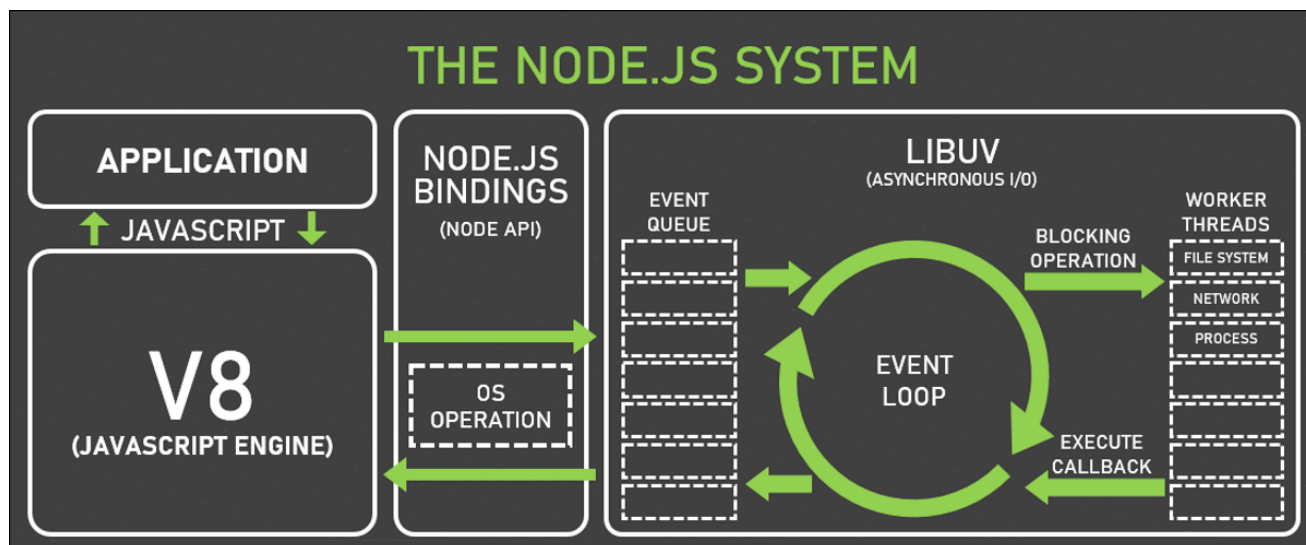 THE NODE.JS SYSTEM
APPLICATION
JAVASCRIPT
V8
(JAVASCRIPT ENGINE)
NODE.JS
BINDINGS
(NODE API)
OS
OPERATION
LIBUV
(ASYNCHRONOUS I/O)
EVENT
QUEUE
EVENT
LOOP
BLOCKING
OPERATION
EXECUTE
CALLBACK
WORKER
THREADS
FILE SYSTEM
NETWORK
PROCESS